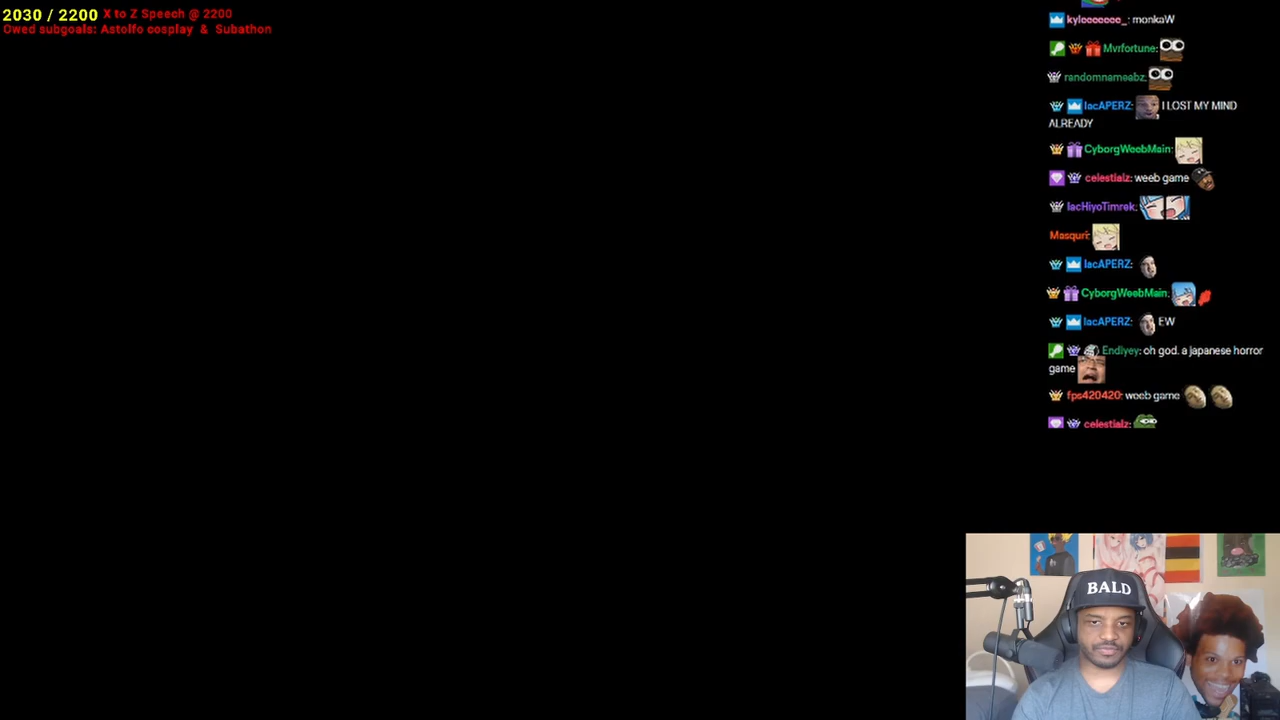 2030 / 2200 X to Z Speech @ 2200
Owed subgoals: Astolfo cosplay & Subathon
kyleeeeeee_: monkaW
Mvrfortune:
randomnameabz:
lacAPERZ: I LOST MY MIND
ALREADY
CyborgWeebMain:
celestialz: weeb game
lacHiyoTimrek:
Masquri:
lacAPERZ:
CyborgWeebMain:
lacAPERZ: EW
Endiyey: oh god. a japanese horror
game
fps420420: weeb game
celestialz:
BALD